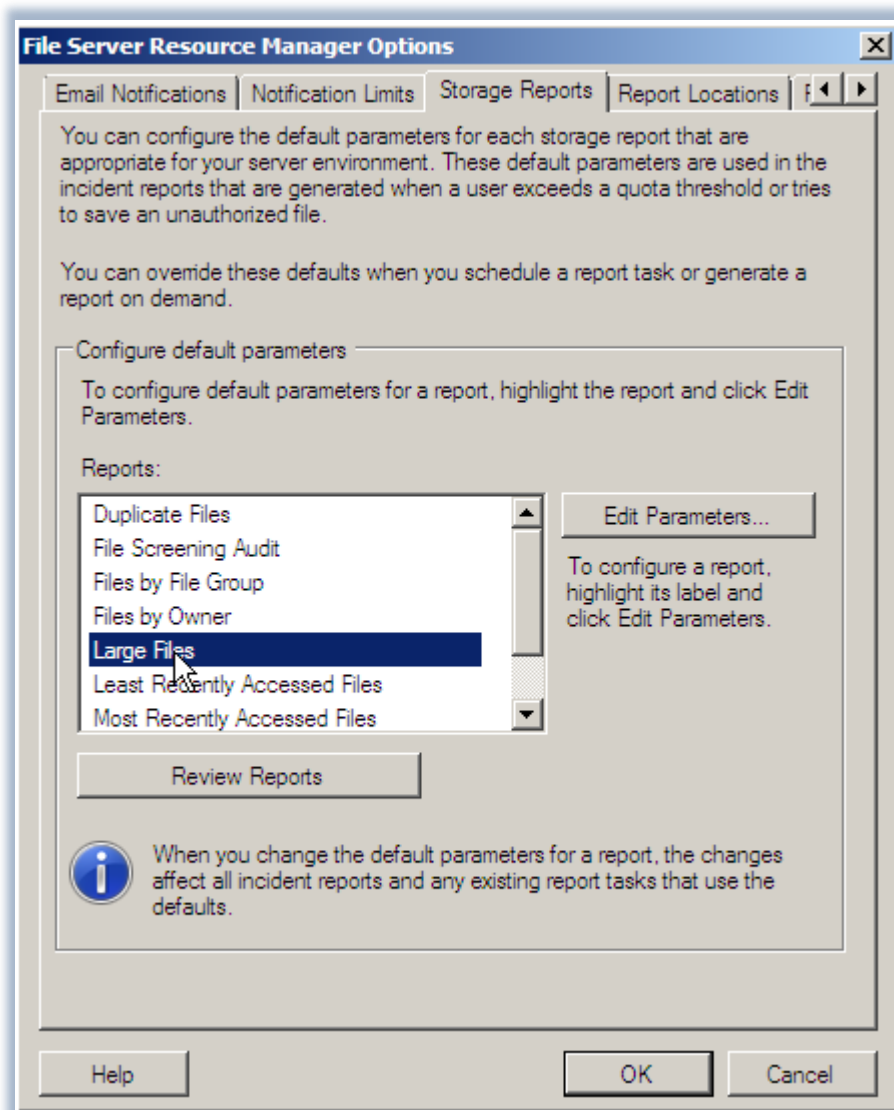 File Server Resource Manager Options
Email Notifications
Notification Limits
Storage Reports
Report Locations
You can configure the default parameters for each storage report that are
appropriate for your server environment. These default parameters are used in the
incident reports that are generated when a user exceeds a quota threshold or tries
to save an unauthorized file.
You can override these defaults when you schedule a report task or generate a
report on demand.
Configure default parameters
To configure default parameters for a report, highlight the report and click Edit
Parameters.
Reports:
Duplicate Files
File Screening Audit
Files by File Group
Files by Owner
Large Files
Least Recently Accessed Files
Most Recently Accessed Files
Edit Parameters...
To configure a report,
highlight its label and
click Edit Parameters.
Review Reports
When you change the default parameters for a report, the changes
affect all incident reports and any existing report tasks that use the
defaults.
Help
OK
Cancel